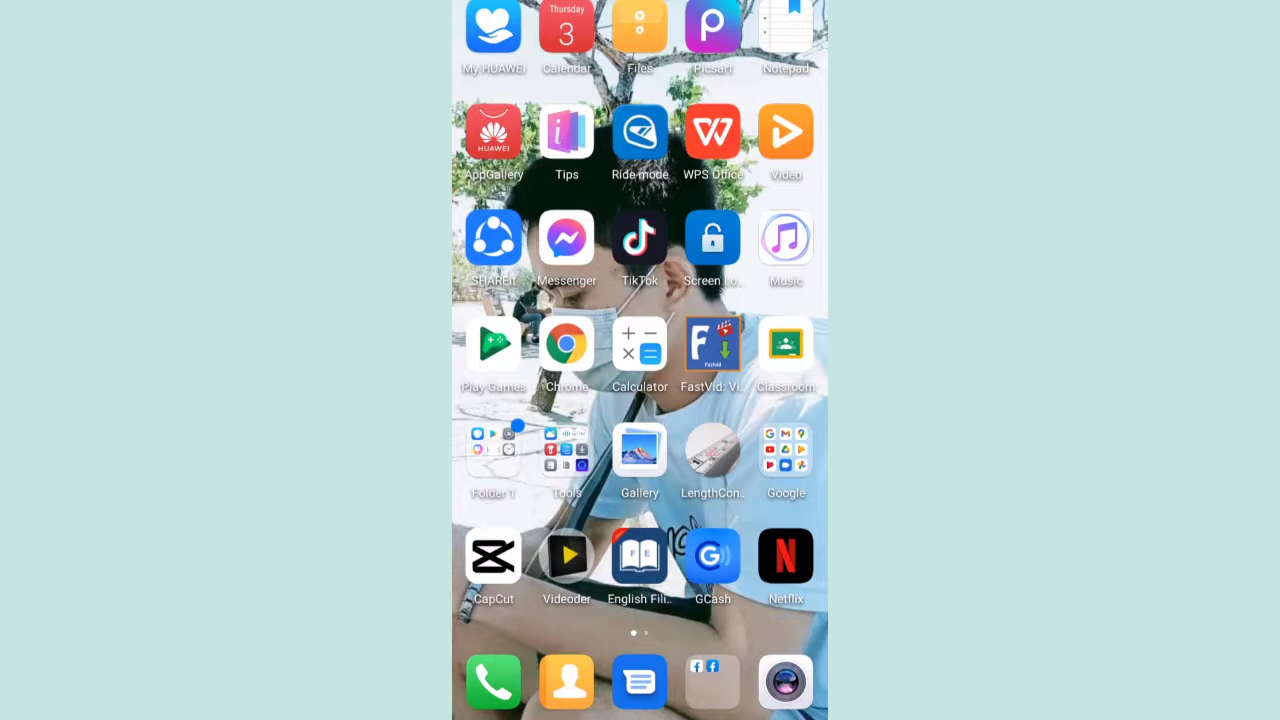 Thursday
3
My HUAWEI Calendar Files Picsart Notepad
HUAWEI
AppGallery Tips Ride mode WPS Office Video
SHAREit Messenger TikTok Screen Lo.. Music
F
Fastvid
Play Games Chrome Calculator FastVid: Vi.. Classroom
Folder 1 Tools Gallery LengthCon.. Google
F E
G
N
CapCut Videoder English Fili.. GCash Netflix